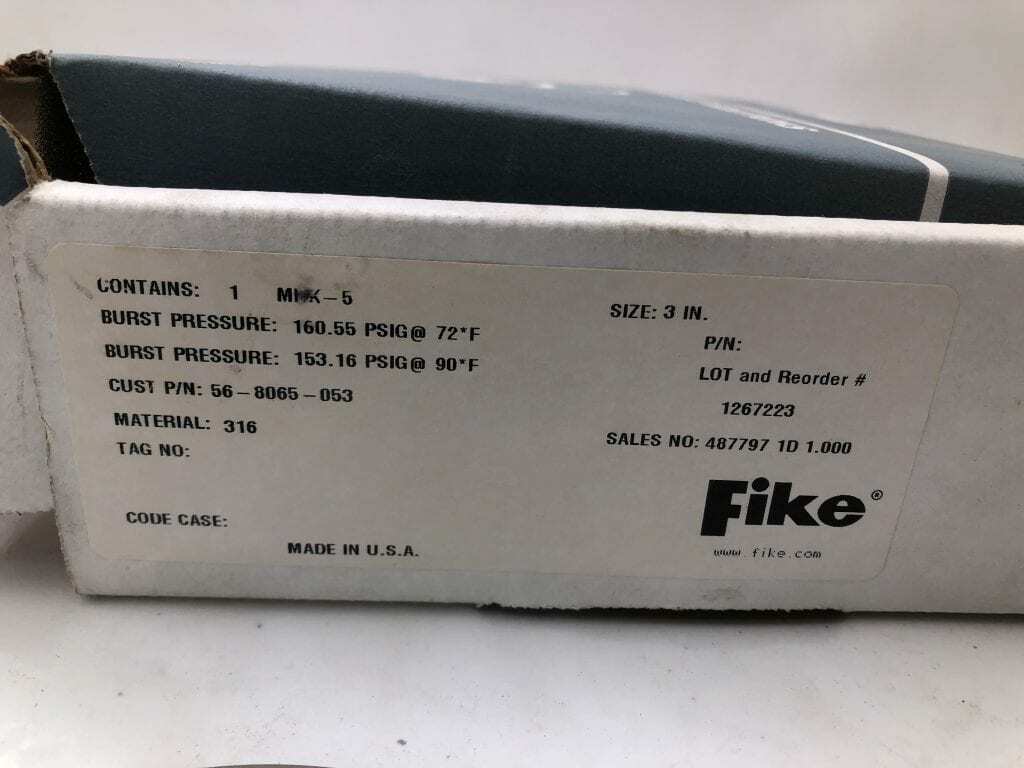 CONTAINS: 1
BURST PRESSURE: 160.55 PSIG@ 72*F
BURST PRESSURE: 153.16 PSIG@ 90*F
CUST P/N: 56-8065-053
MATERIAL: 316
TAG NO:
CODE CASE:
MADE IN U.S.A.
SIZE: 3 IN.
P/N:
LOT and Reorder #
1267223
SALES NO: 487797 1D 1.000
Fike®
www.fike.com